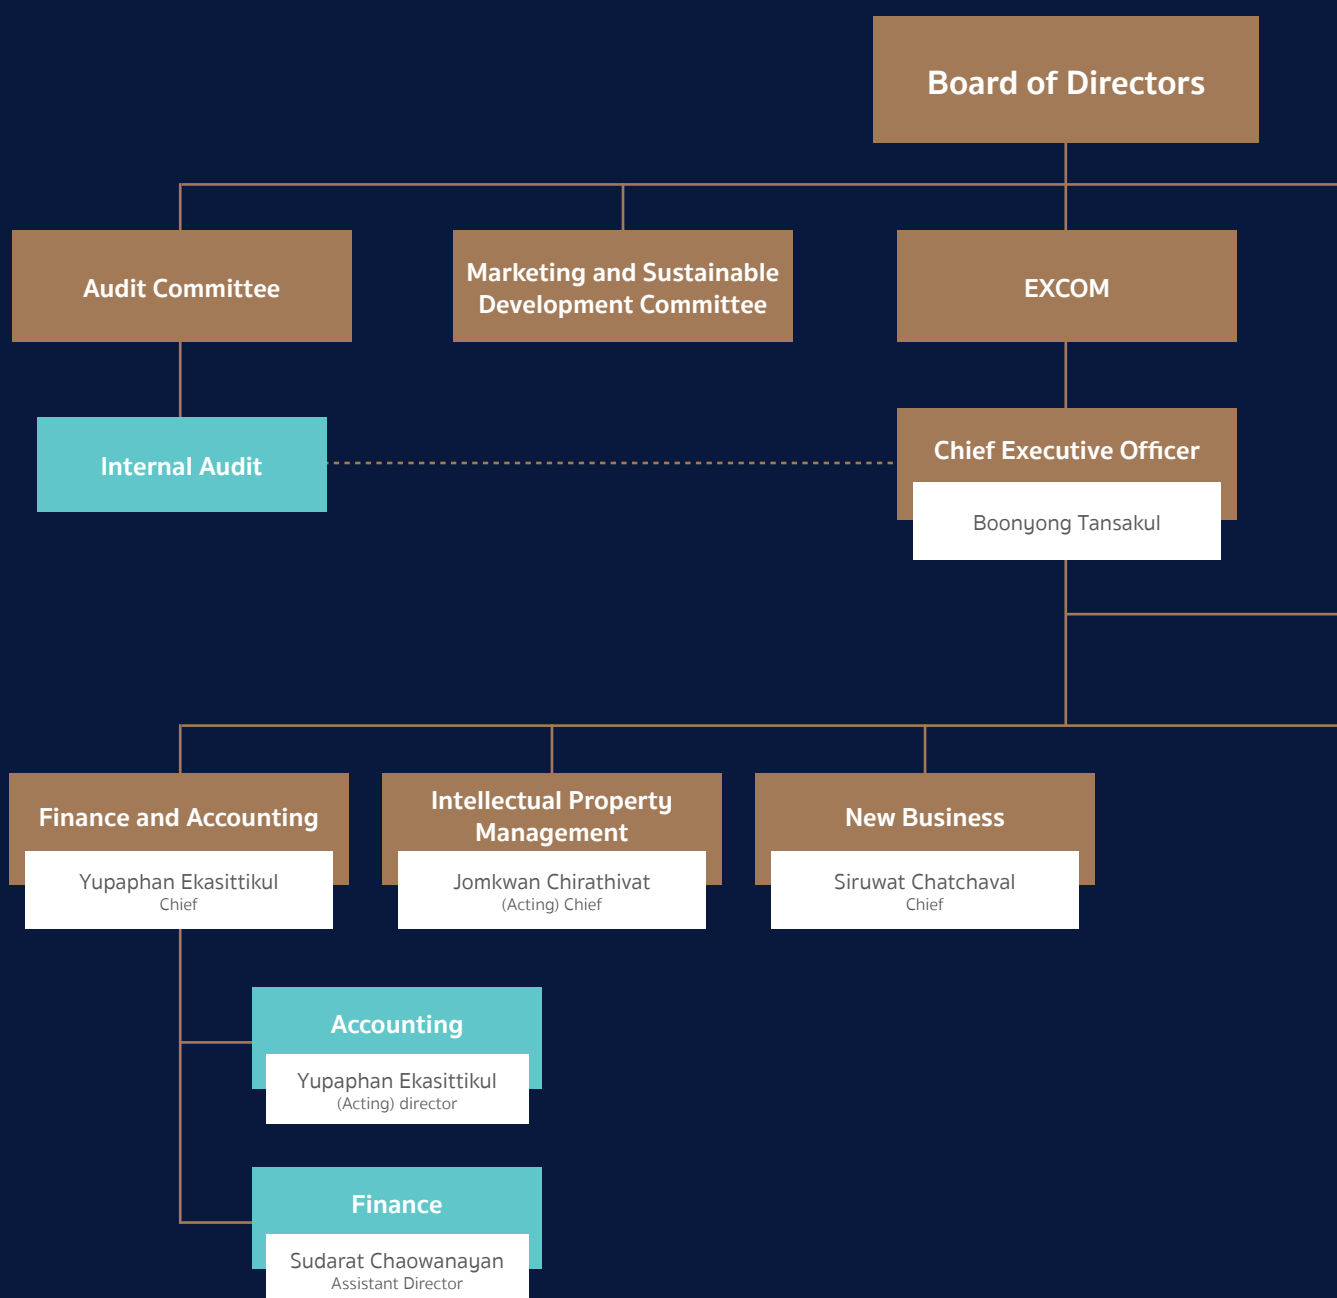 Board of Directors
Audit Committee
Marketing and Sustainable
Development Committee
EXCOM
Internal Audit
Chief Executive Officer
Boonyong Tansakul
Finance and Accounting
Yupaphan Ekasittikul
Chief
Intellectual Property
Management
Jomkwan Chirathivat
(Acting) Chief
New Business
Siruwat Chatchaval
Chief
Accounting
Yupaphan Ekasittikul
(Acting) director
Finance
Sudarat Chaowanayan
Assistant Director